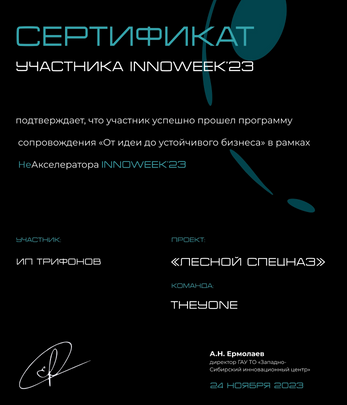 СЕРТИФИКАТ
УЧАСТНИКА INNOWEEK'23
подтверждает, что участник успешно прошел программу
сопровождения «От идеи до устойчивого бизнеса» в рамках
НеАкселератора INNOWEEK'23
УЧАСТНИК: ПРОЕКТ:
ИП ТРИФОНОВ «ЛЕСНОЙ СПЕЦНАЗ»
КОМАНДА
THEYONE
А.Н. Ермолаев
директор ГАУ ТО «Западно-
Сибирский инновационный центр»
24 НОЯБРЯ 2023